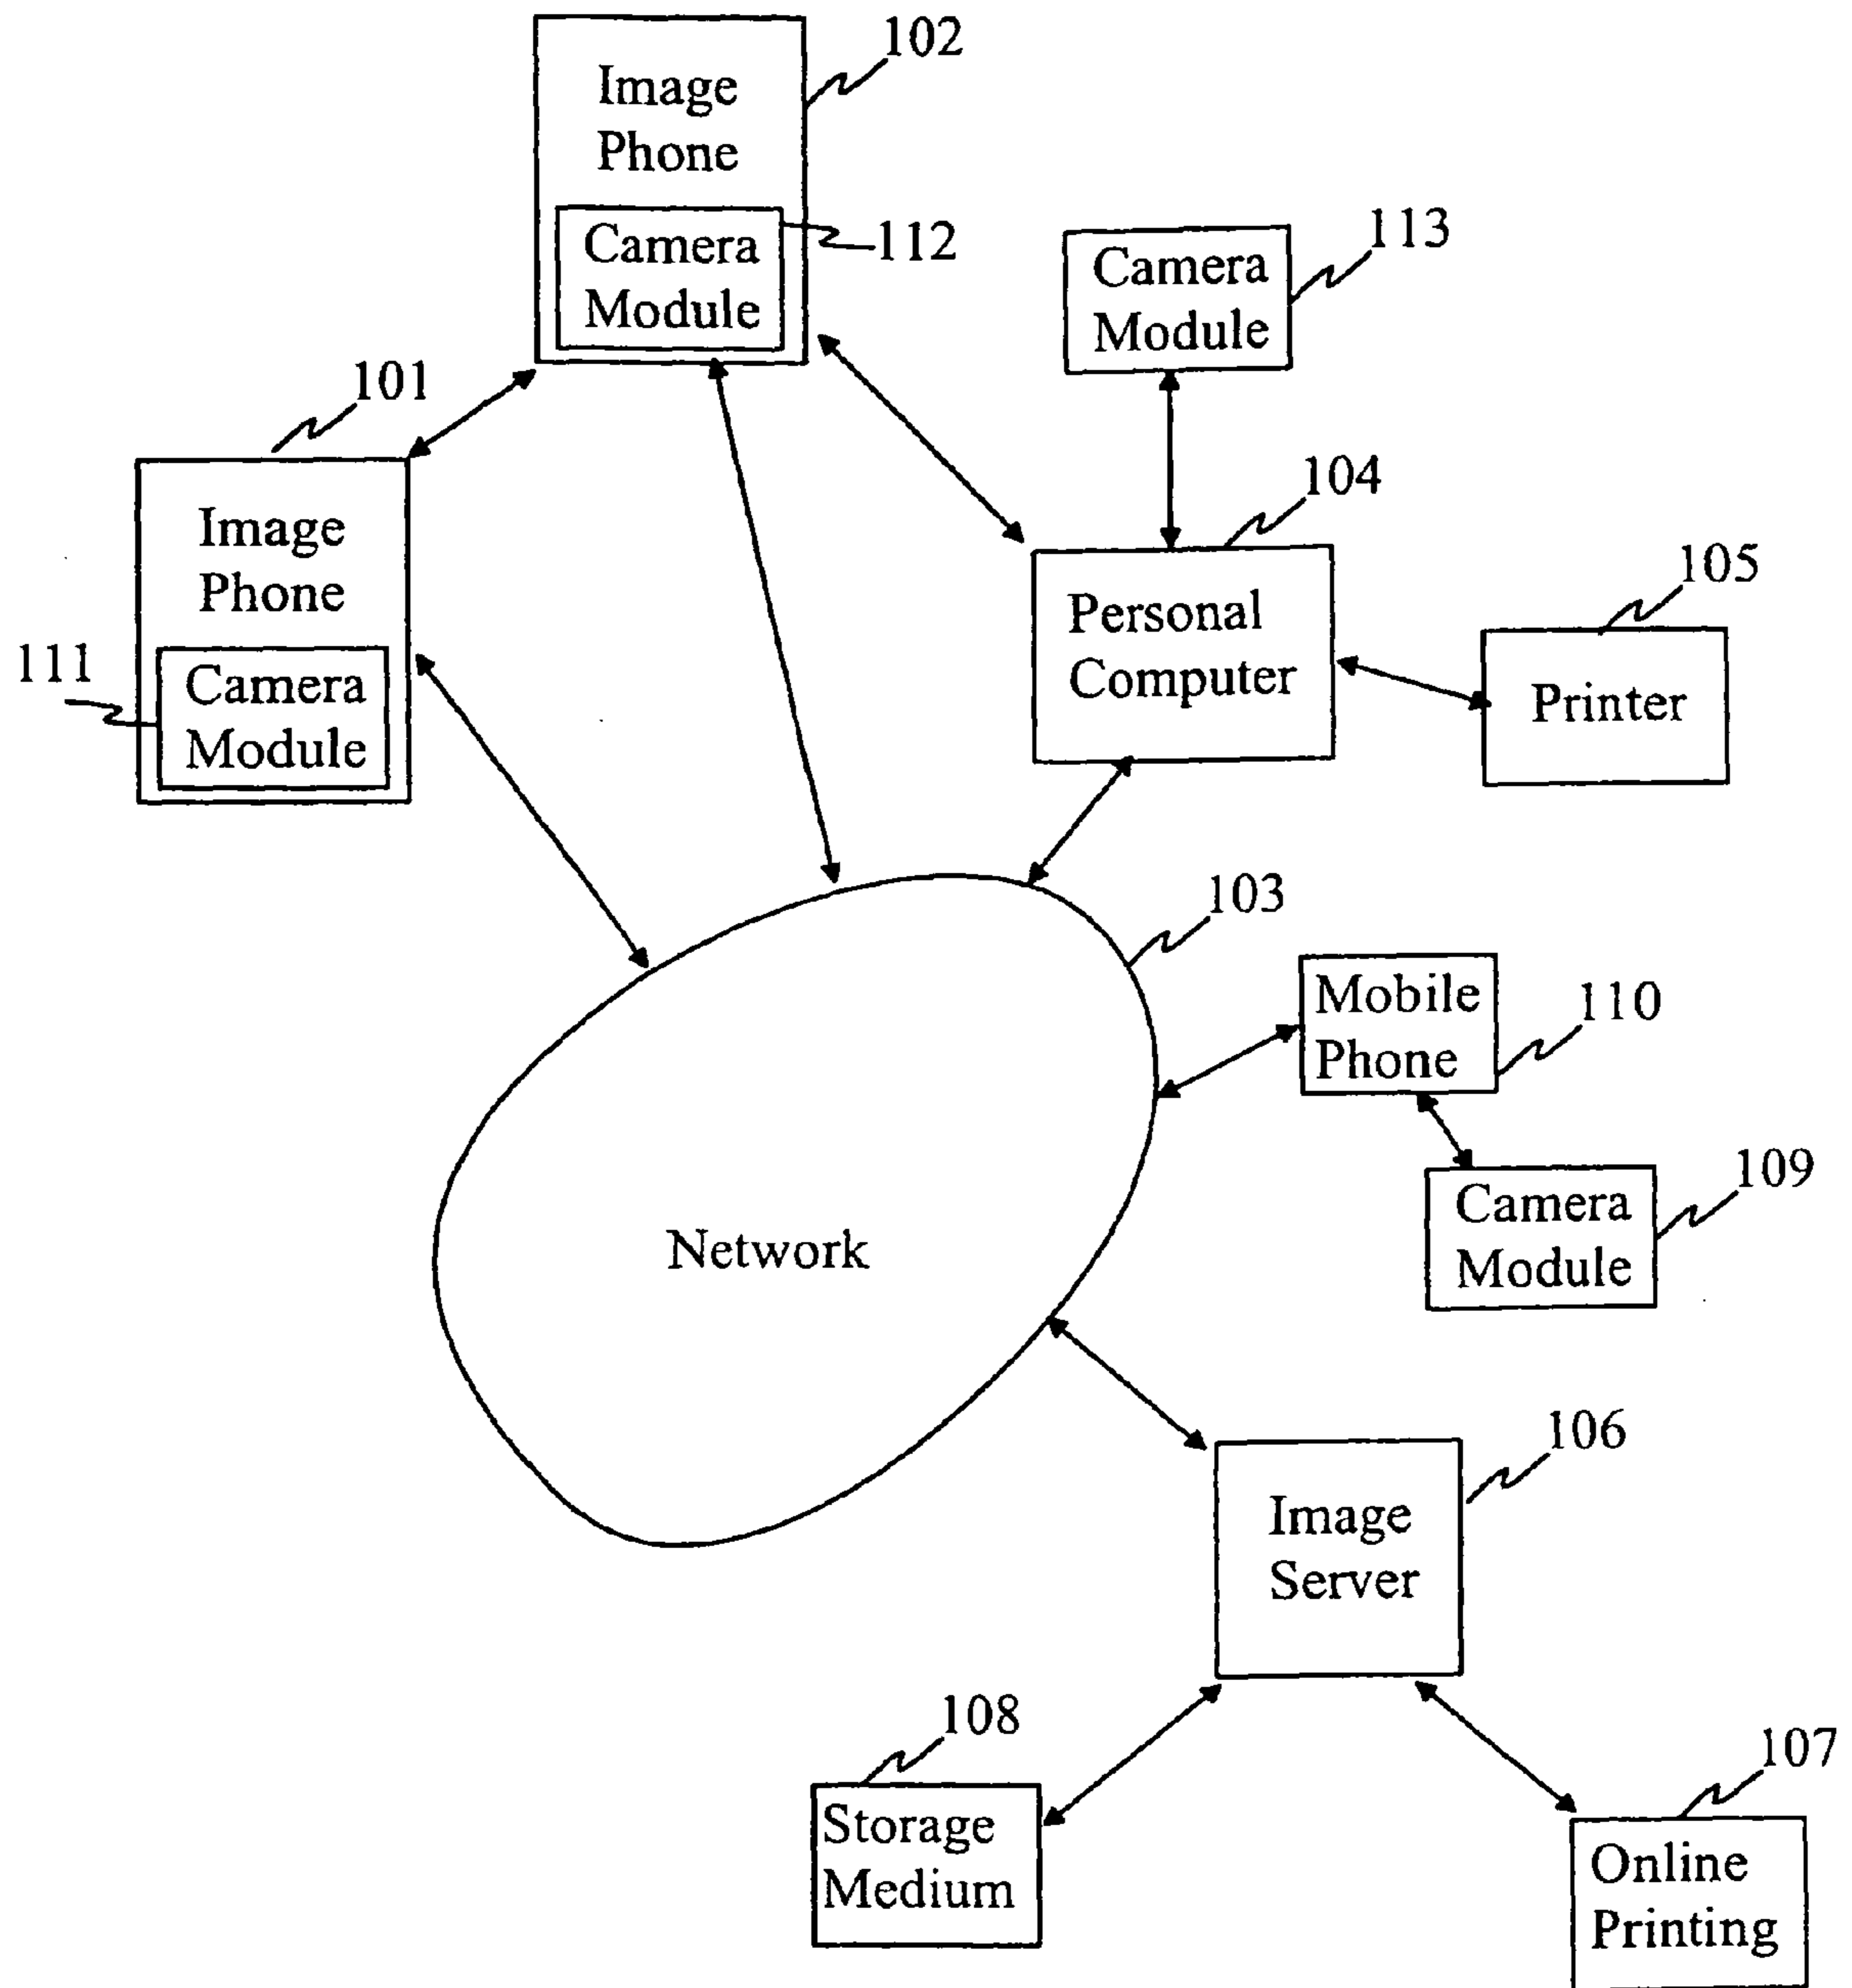 102
Image
Phone
Camera
Module
112
113
Camera
Module
101
Image
Phone
111
Camera
Module
104
Personal
Computer
105
Printer
103
Network
Mobile
Phone
110
109
Camera
Module
106
Image
Server
108
Storage
Medium
107
Online
Printing